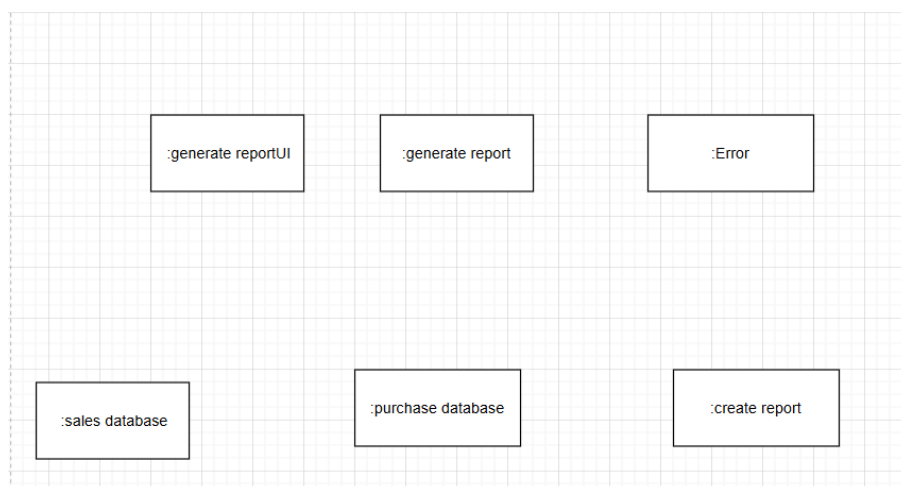 :generate reportUI
:generate report
:Error
:sales database
:purchase database
:create report